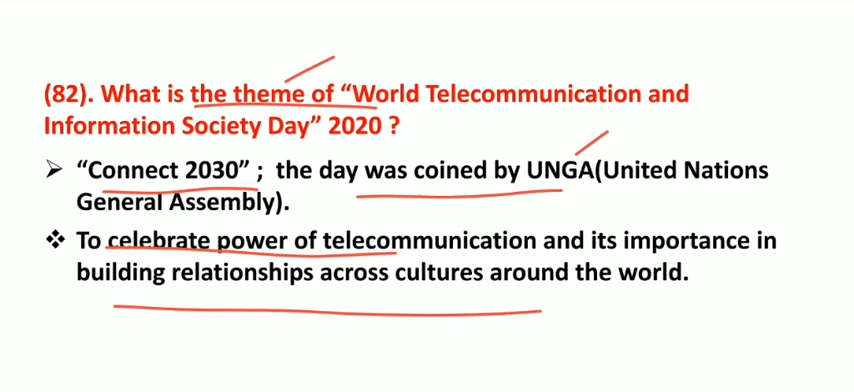 (82). What is the theme of “World Telecommunication and
Information Society Day” 2020 ?
➢ “Connect 2030” ; the day was coined by UNGA(United Nations
General Assembly).
❖ To celebrate power of telecommunication and its importance in
building relationships across cultures around the world.